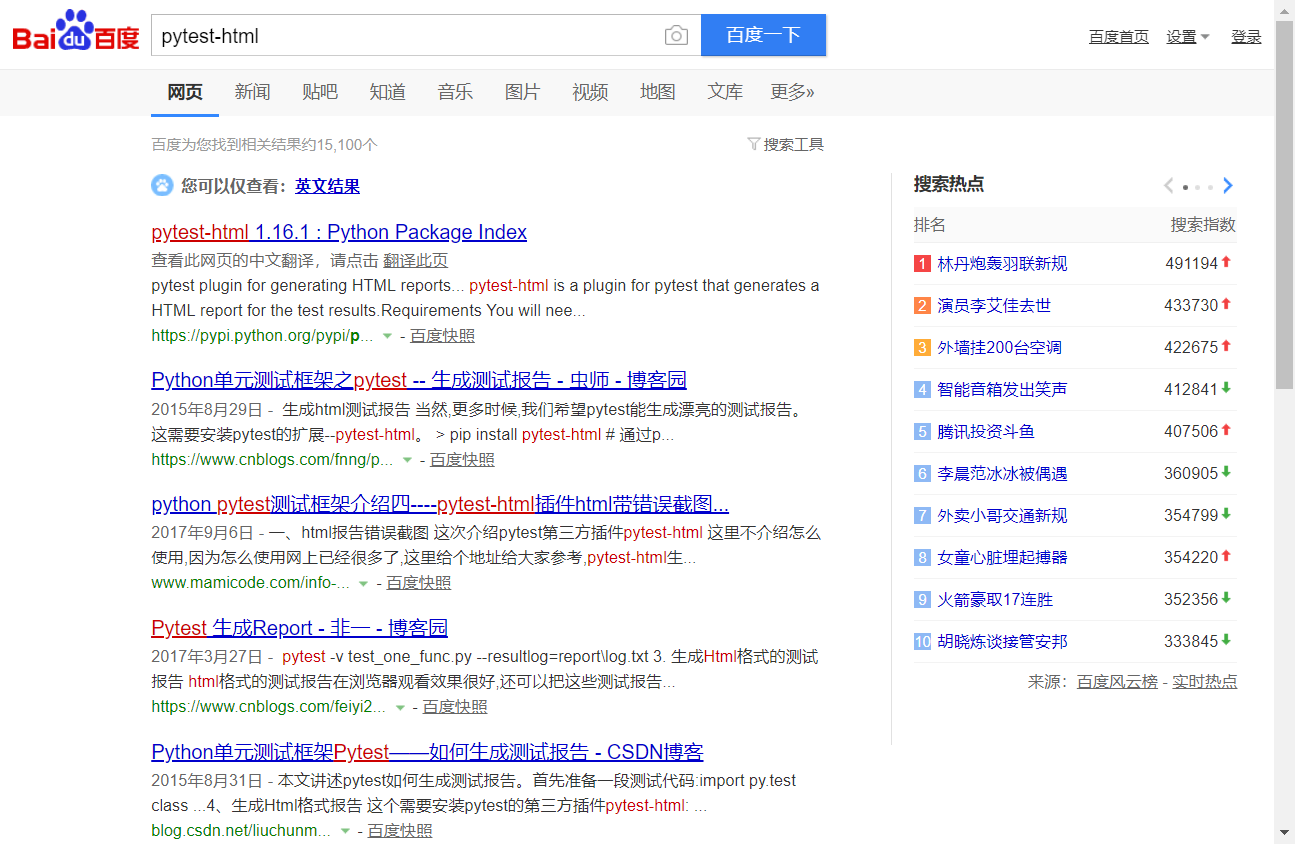 Bai du 百度
pytest-html
百度一下
百度首页 设置 登录
网页 新闻 贴吧 知道 音乐 图片 视频 地图 文库 更多»
百度为您找到相关结果约15,100个
搜索工具
您可以仅查看：英文结果
pytest-html 1.16.1 : Python Package Index
查看此网页的中文翻译，请点击 翻译此页
pytest plugin for generating HTML reports... pytest-html is a plugin for pytest that generates a
HTML report for the test results.Requirements You will nee...
https://pypi.python.org/pypi/p... - 百度快照
Python单元测试框架之pytest -- 生成测试报告 - 虫师 - 博客园
2015年8月29日 - 生成html测试报告 当然,更多时候,我们希望pytest能生成漂亮的测试报告。
这需要安装pytest的扩展--pytest-html。 > pip install pytest-html # 通过p...
https://www.cnblogs.com/fnng/p... - 百度快照
python pytest测试框架介绍四----pytest-html插件html带错误截图...
2017年9月6日 - 一、html报告错误截图 这次介绍pytest第三方插件pytest-html 这里不介绍怎么
使用,因为怎么使用网上已经很多了,这里给个地址给大家参考,pytest-html生...
www.mamicode.com/info-... - 百度快照
Pytest 生成Report - 非一 - 博客园
2017年3月27日 - pytest -v test_one_func.py --resultlog=report\log.txt 3. 生成Html格式的测试
报告 html格式的测试报告在浏览器观看效果很好,还可以把这些测试报告...
https://www.cnblogs.com/feiyi2... - 百度快照
Python单元测试框架Pytest——如何生成测试报告 - CSDN博客
2015年8月31日 - 本文讲述pytest如何生成测试报告。首先准备一段测试代码:import py.test
class ...4、生成Html格式报告 这个需要安装pytest的第三方插件pytest-html: ...
blog.csdn.net/liuchunm... - 百度快照
搜索热点
排名 搜索指数
1 林丹炮轰羽联新规 491194
2 演员李艾佳去世 433730
3 外墙挂200台空调 422675
4 智能音箱发出笑声 412841
5 腾讯投资斗鱼 407506
6 李晨范冰冰被偶遇 360905
7 外卖小哥交通新规 354799
8 女童心脏埋起搏器 354220
9 火箭豪取17连胜 352356
10 胡晓炼谈接管安邦 333845
来源：百度风云榜 - 实时热点